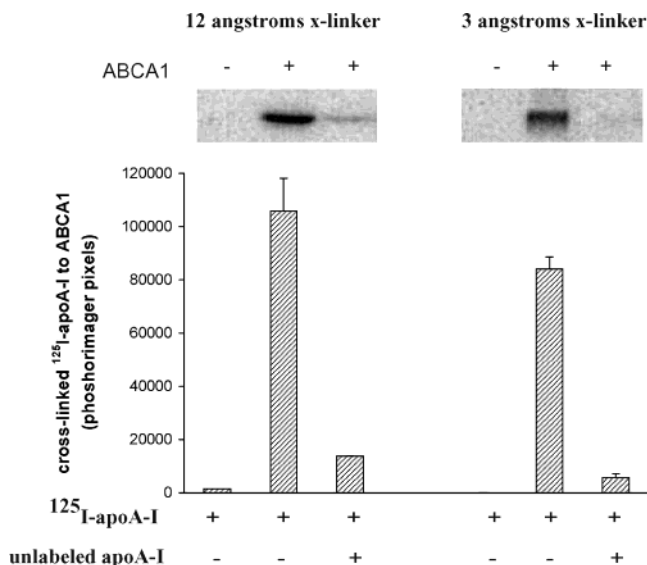 12 angstroms x-linker 3 angstroms x-linker
ABCA1 - + + - + +
cross-linked ¹²⁵I-apoA-I to ABCA1
(phoshorimager pixels)
120000
100000
80000
60000
40000
20000
0
¹²⁵I-apoA-I + + + + + +
unlabeled apoA-I - - + - - +